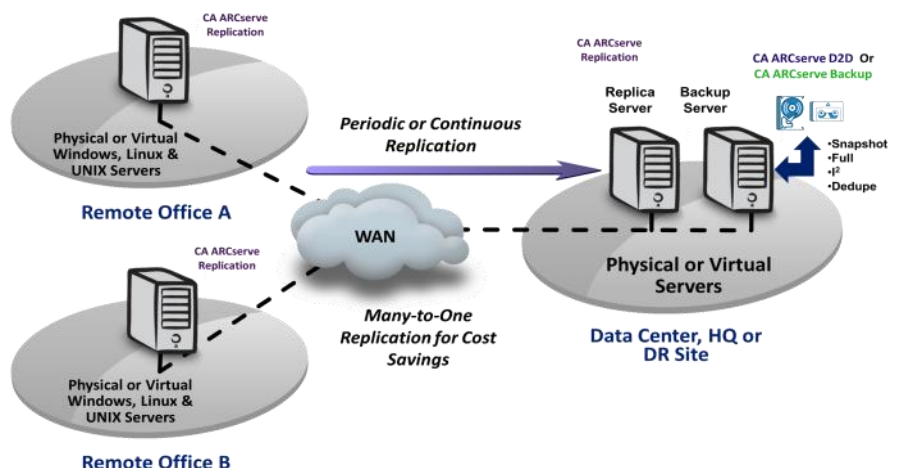 CA ARCserve
Replication
Physical or Virtual
Windows, Linux &
UNIX Servers
Remote Office A
Periodic or Continuous
Replication
CA ARCserve
Replication
Replica
Server
Backup
Server
CA ARCserve D2D Or
CA ARCserve Backup
•Snapshot
•Full
•I²
•Dedupe
WAN
Physical or Virtual
Servers
Data Center, HQ or
DR Site
CA ARCserve
Replication
Physical or Virtual
Windows, Linux &
UNIX Servers
Remote Office B
Many-to-One
Replication for Cost
Savings